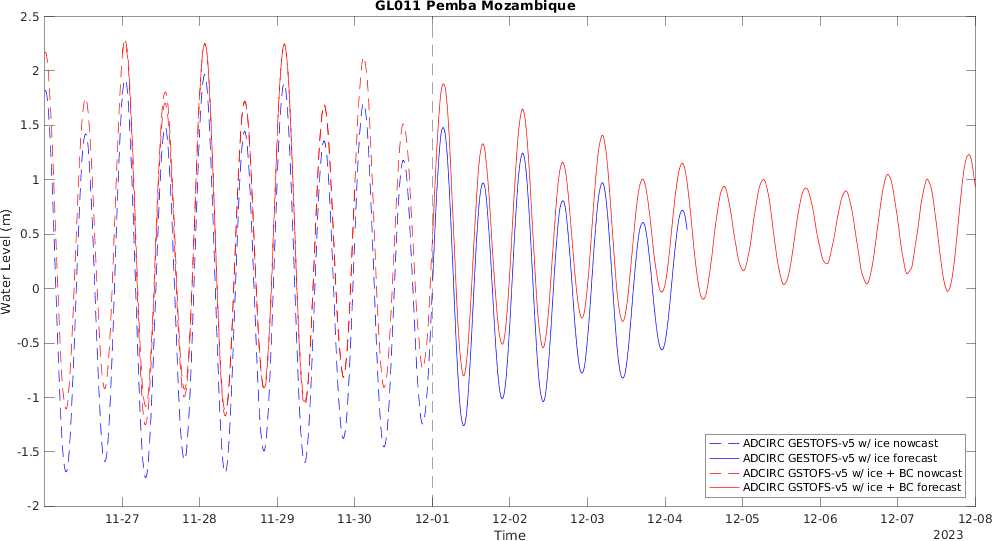 GL011 Pemba Mozambique
Water Level (m)
2.5
2
1.5
1
0.5
0
-0.5
-1
-1.5
-2
ADCIRC GESTOFS-v5 w/ ice nowcast
ADCIRC GESTOFS-v5 w/ ice forecast
ADCIRC GSTOFS-v5 w/ ice + BC nowcast
ADCIRC GSTOFS-v5 w/ ice + BC forecast
11-27 11-28 11-29 11-30 12-01 12-02 12-03 12-04 12-05 12-06 12-07 12-08
Time
2023